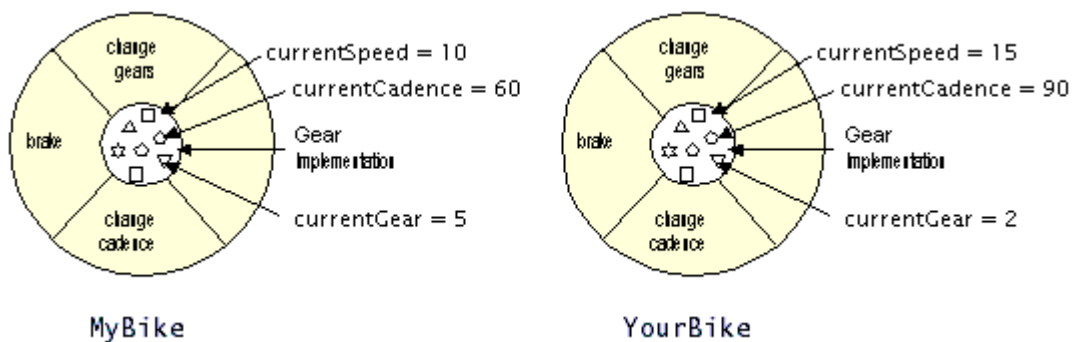 change
gears
currentSpeed = 10
currentCadence = 60
brake
Gear
Implementation
change
cadence
currentGear = 5
MyBike
change
gears
currentSpeed = 15
currentCadence = 90
brake
Gear
Implementation
change
cadence
currentGear = 2
YourBike